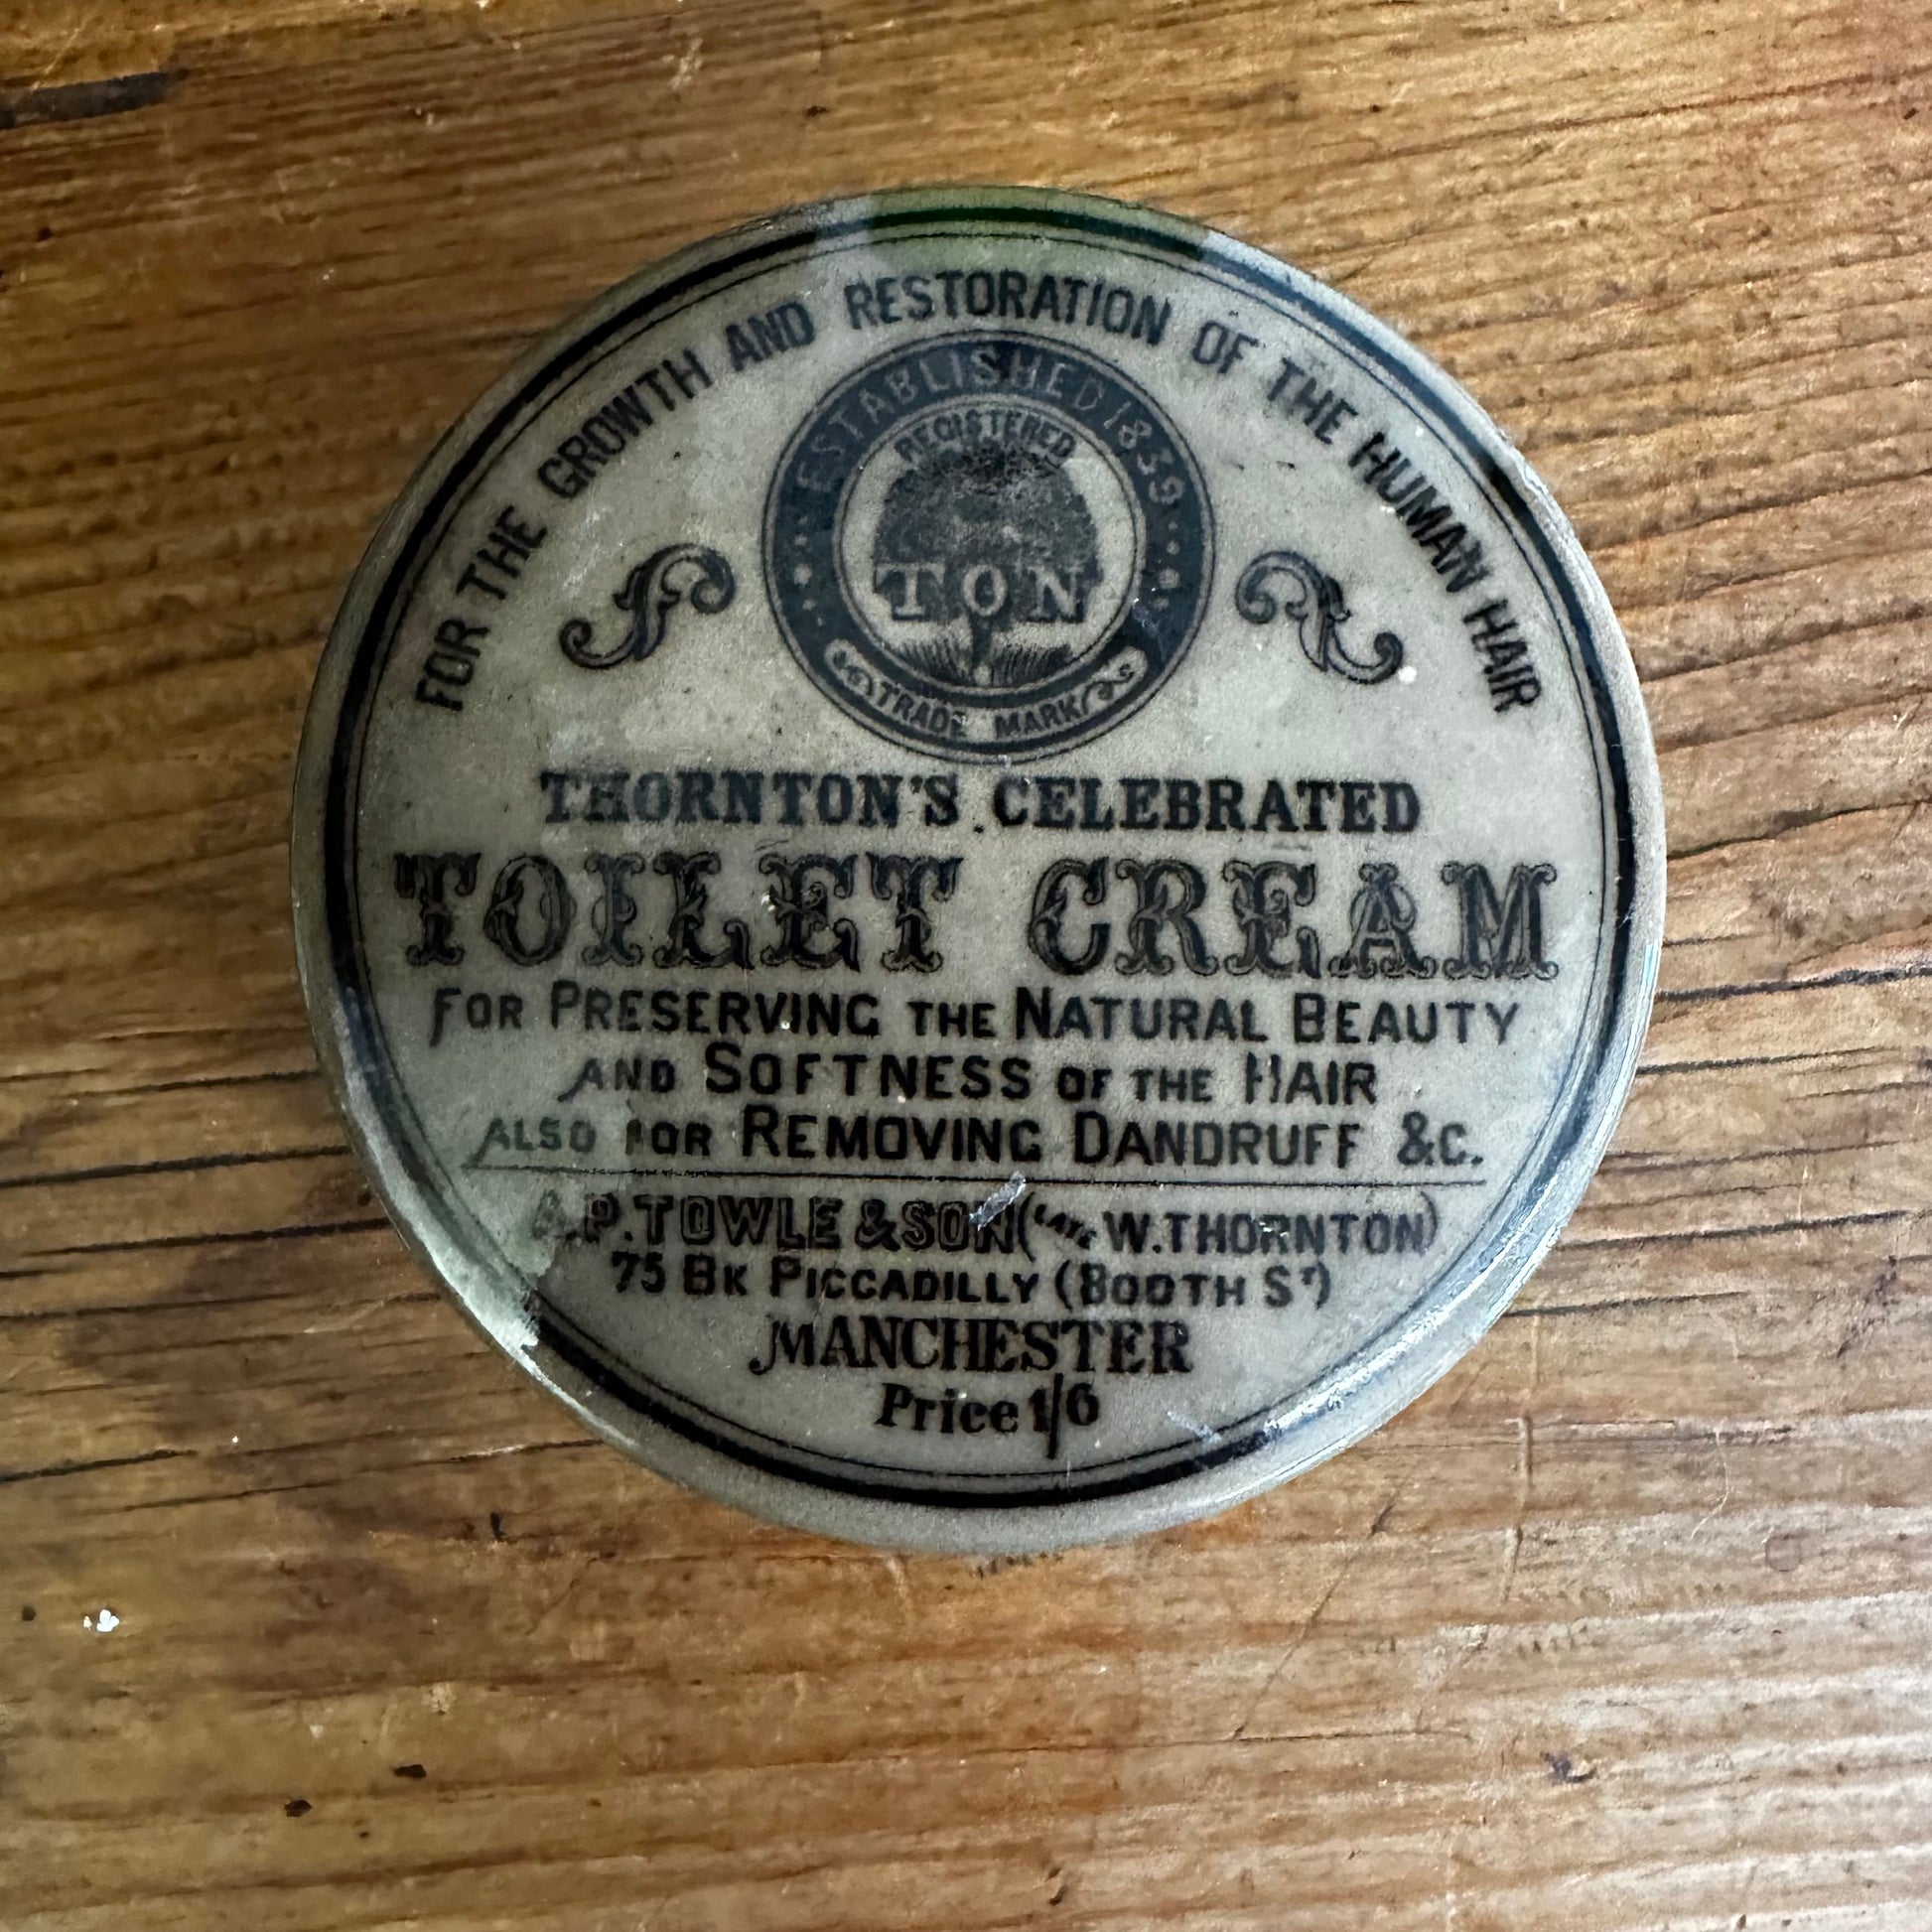 FOR THE GROWTH AND RESTORATION OF THE HUMAN HAIR
ESTABLISHED 1839
REGISTERED
TON
TRADE MARK
THORNTON'S CELEBRATED
TOILET CREAM
FOR PRESERVING THE NATURAL BEAUTY
AND SOFTNESS OF THE HAIR
ALSO FOR REMOVING DANDRUFF &C.
A.P. TOWLE & SON (LATE W. THORNTON)
75 BK PICCADILLY (BOOTH ST)
MANCHESTER
Price 1/6